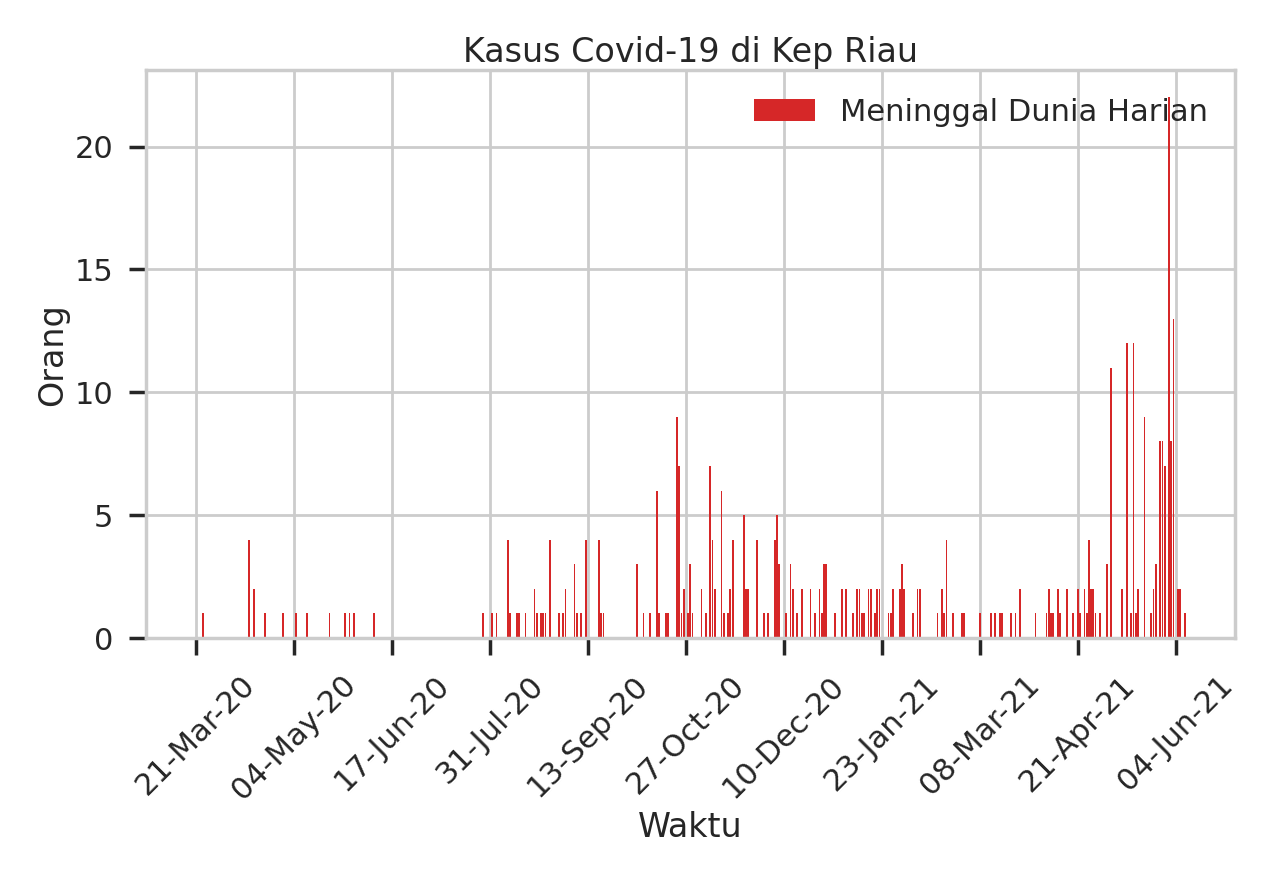 Kasus Covid-19 di Kep Riau
Meninggal Dunia Harian
20
15
10
5
0
Orang
21-Mar-20
04-May-20
17-Jun-20
31-Jul-20
13-Sep-20
27-Oct-20
10-Dec-20
23-Jan-21
08-Mar-21
21-Apr-21
04-Jun-21
Waktu